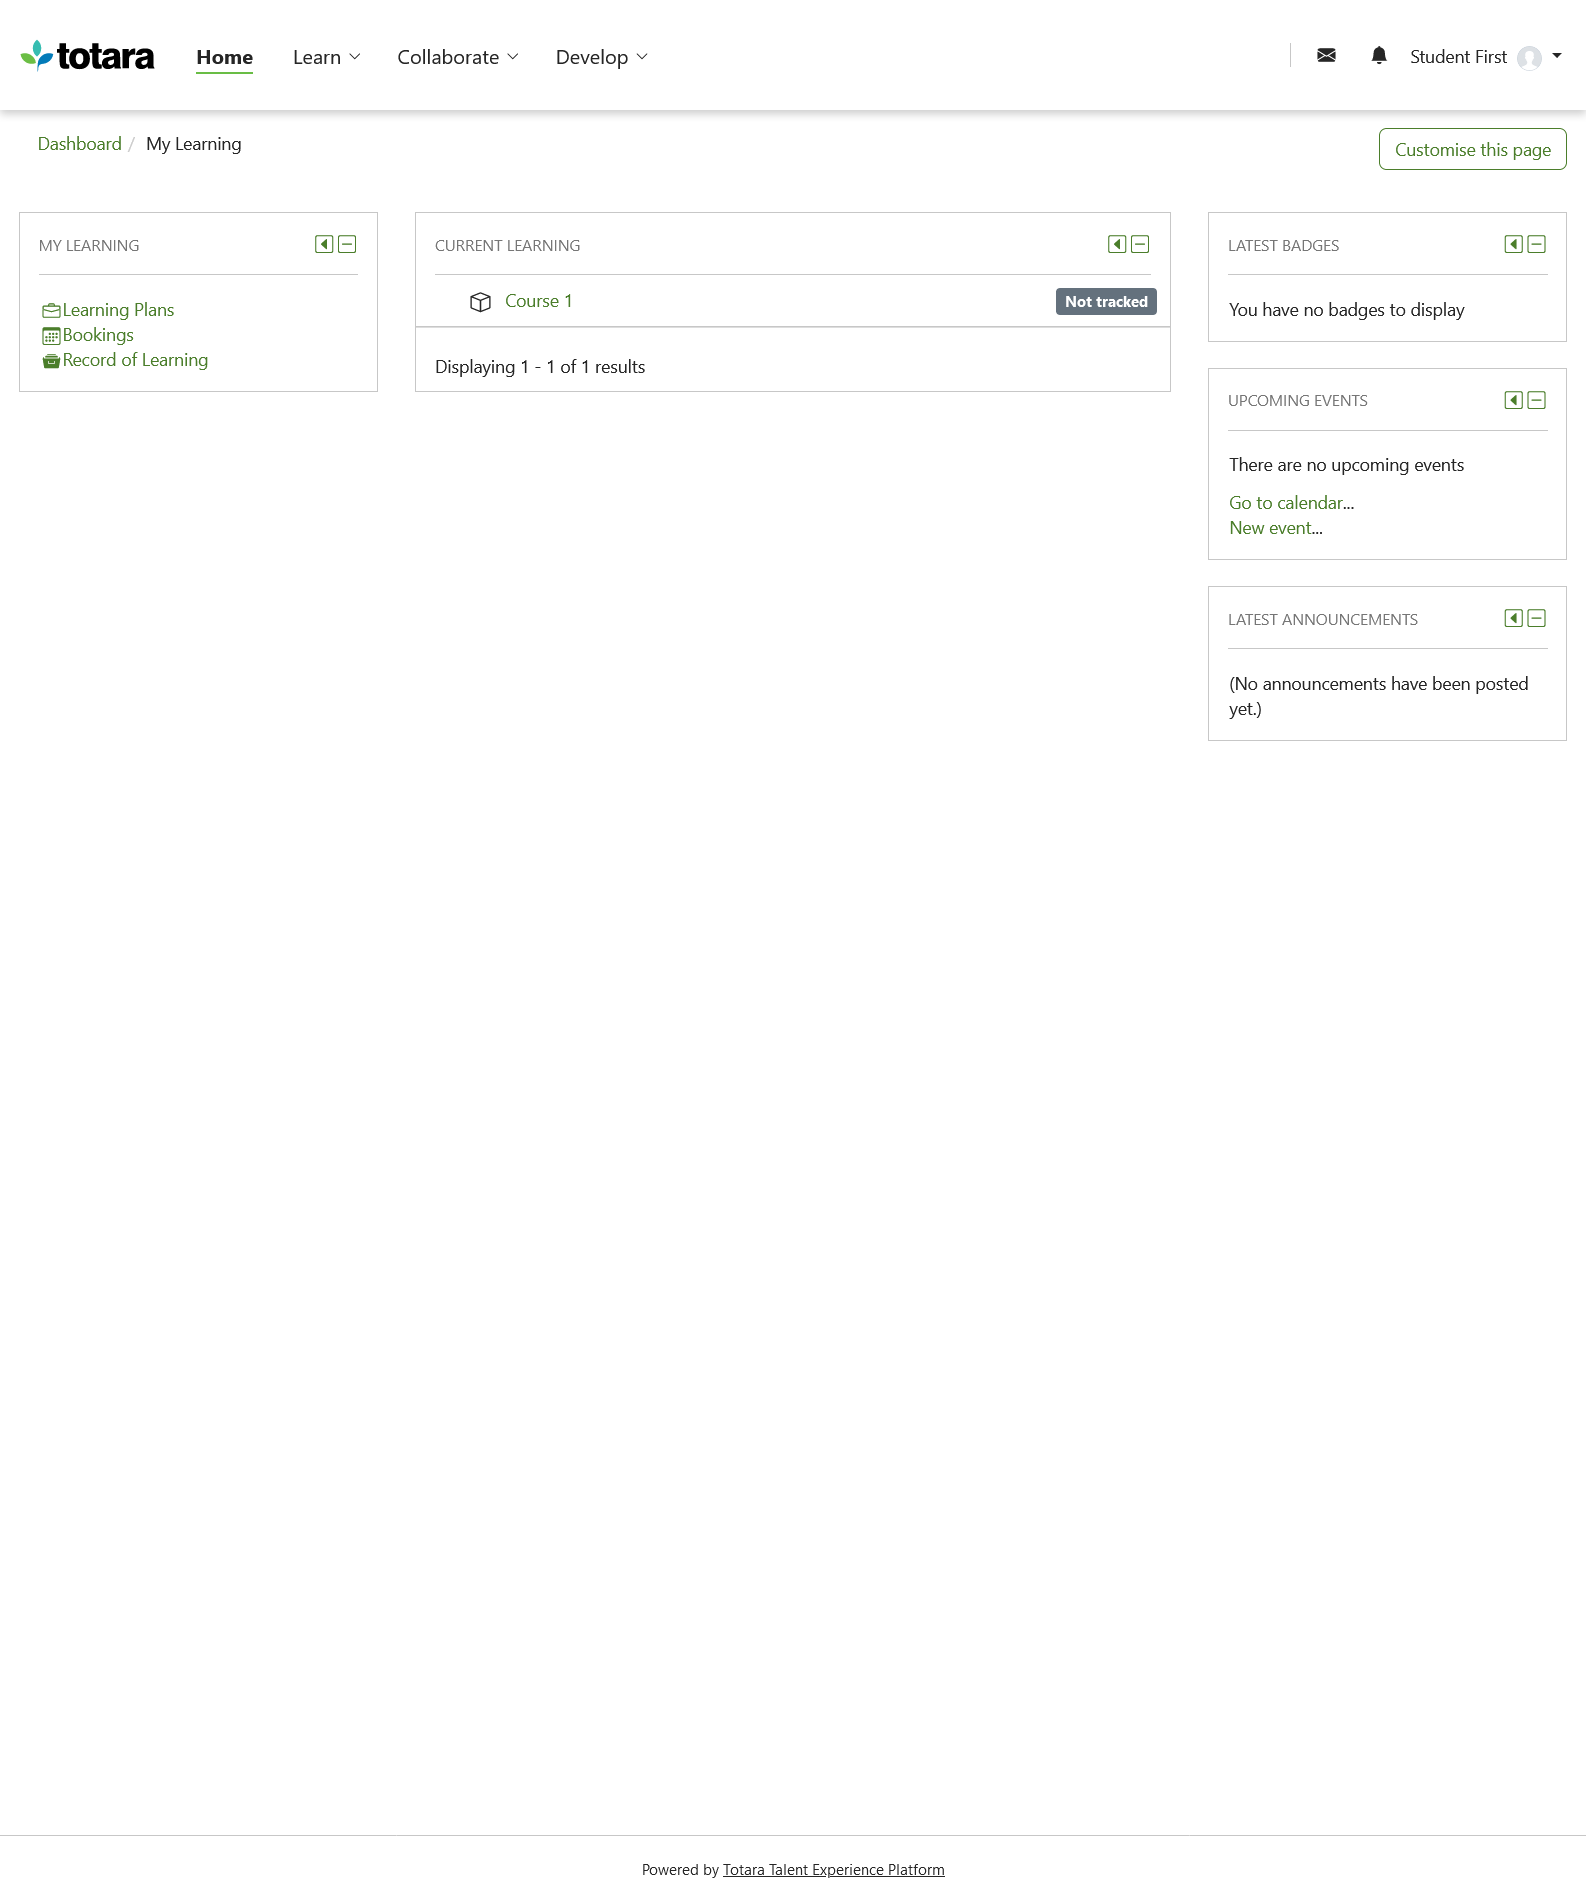 totara
Home Learn Collaborate Develop Student First
Dashboard / My Learning
Customise this page
MY LEARNING
Learning Plans
Bookings
Record of Learning
CURRENT LEARNING
Course 1 Not tracked
Displaying 1 - 1 of 1 results
LATEST BADGES
You have no badges to display
UPCOMING EVENTS
There are no upcoming events
Go to calendar...
New event...
LATEST ANNOUNCEMENTS
(No announcements have been posted
yet.)
Powered by Totara Talent Experience Platform